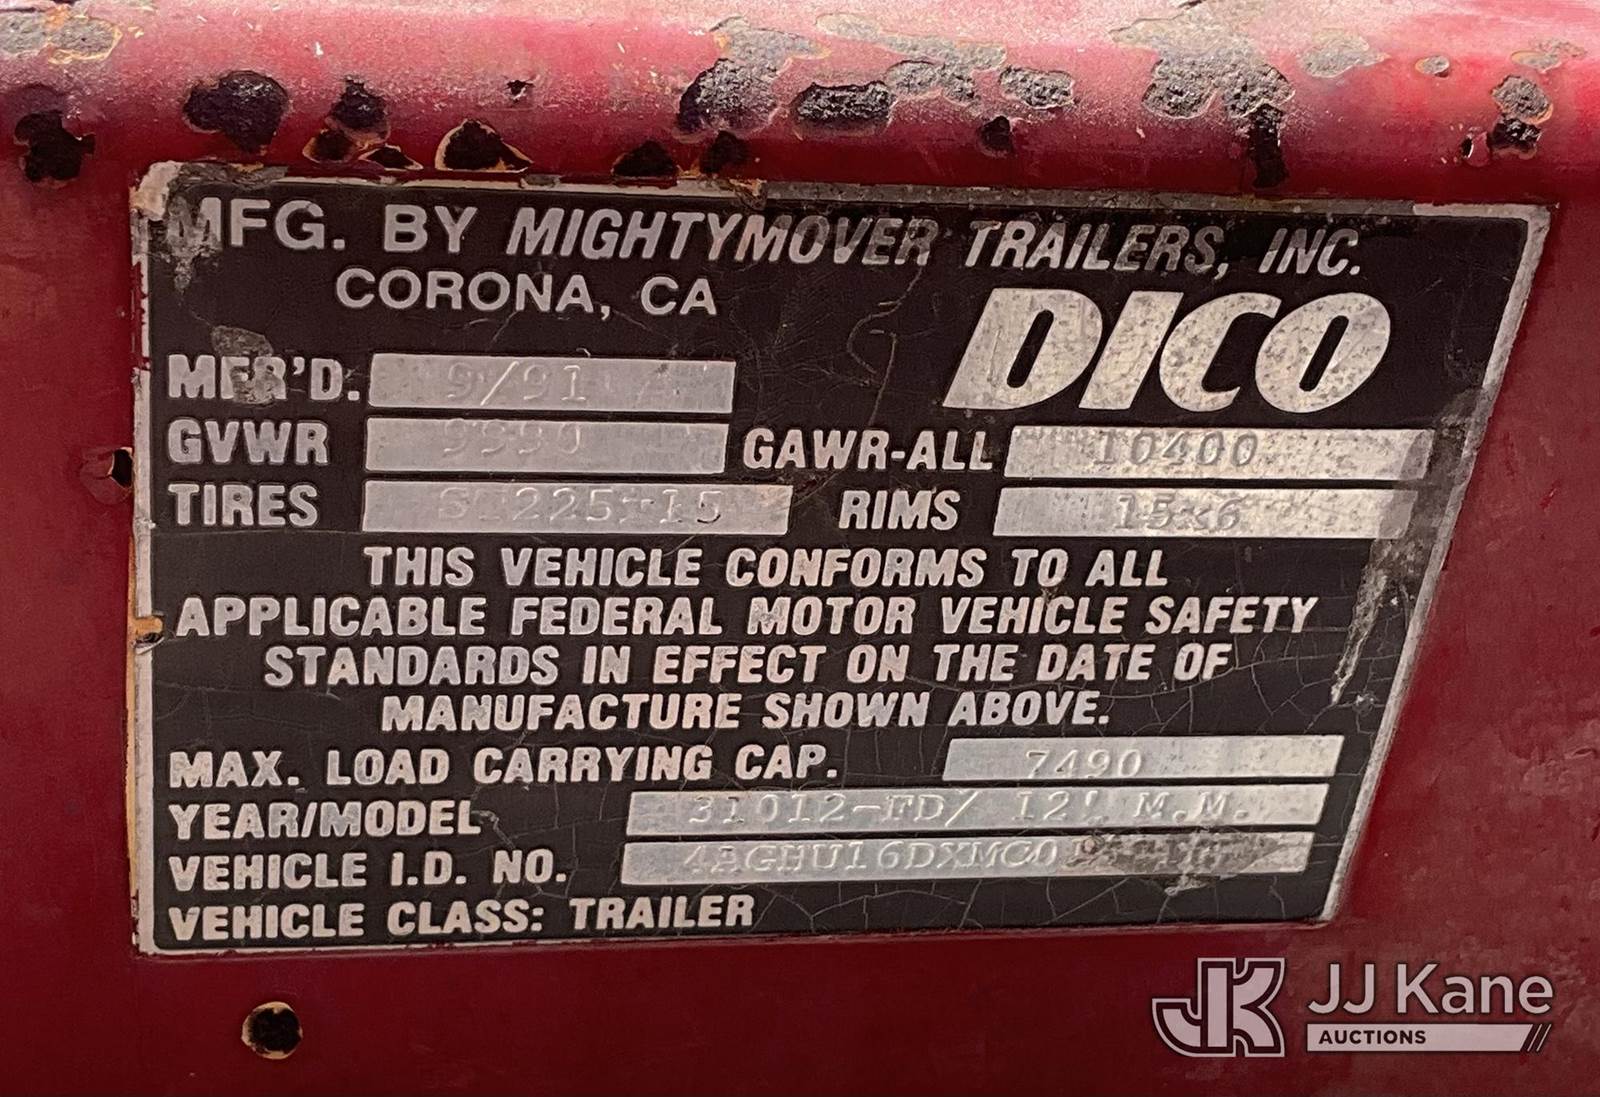 MFG. BY MIGHTYMOVER TRAILERS, INC.
CORONA, CA
DICO
MFR'D. 9/91
GVWR 9990 GAWR-ALL 10400
TIRES ST225-15 RIMS 15x6
THIS VEHICLE CONFORMS TO ALL
APPLICABLE FEDERAL MOTOR VEHICLE SAFETY
STANDARDS IN EFFECT ON THE DATE OF
MANUFACTURE SHOWN ABOVE.
MAX. LOAD CARRYING CAP. 7490
YEAR/MODEL 31012-FD/ 12' M.M.
VEHICLE I.D. NO.
VEHICLE CLASS: TRAILER
JK JJ Kane
AUCTIONS